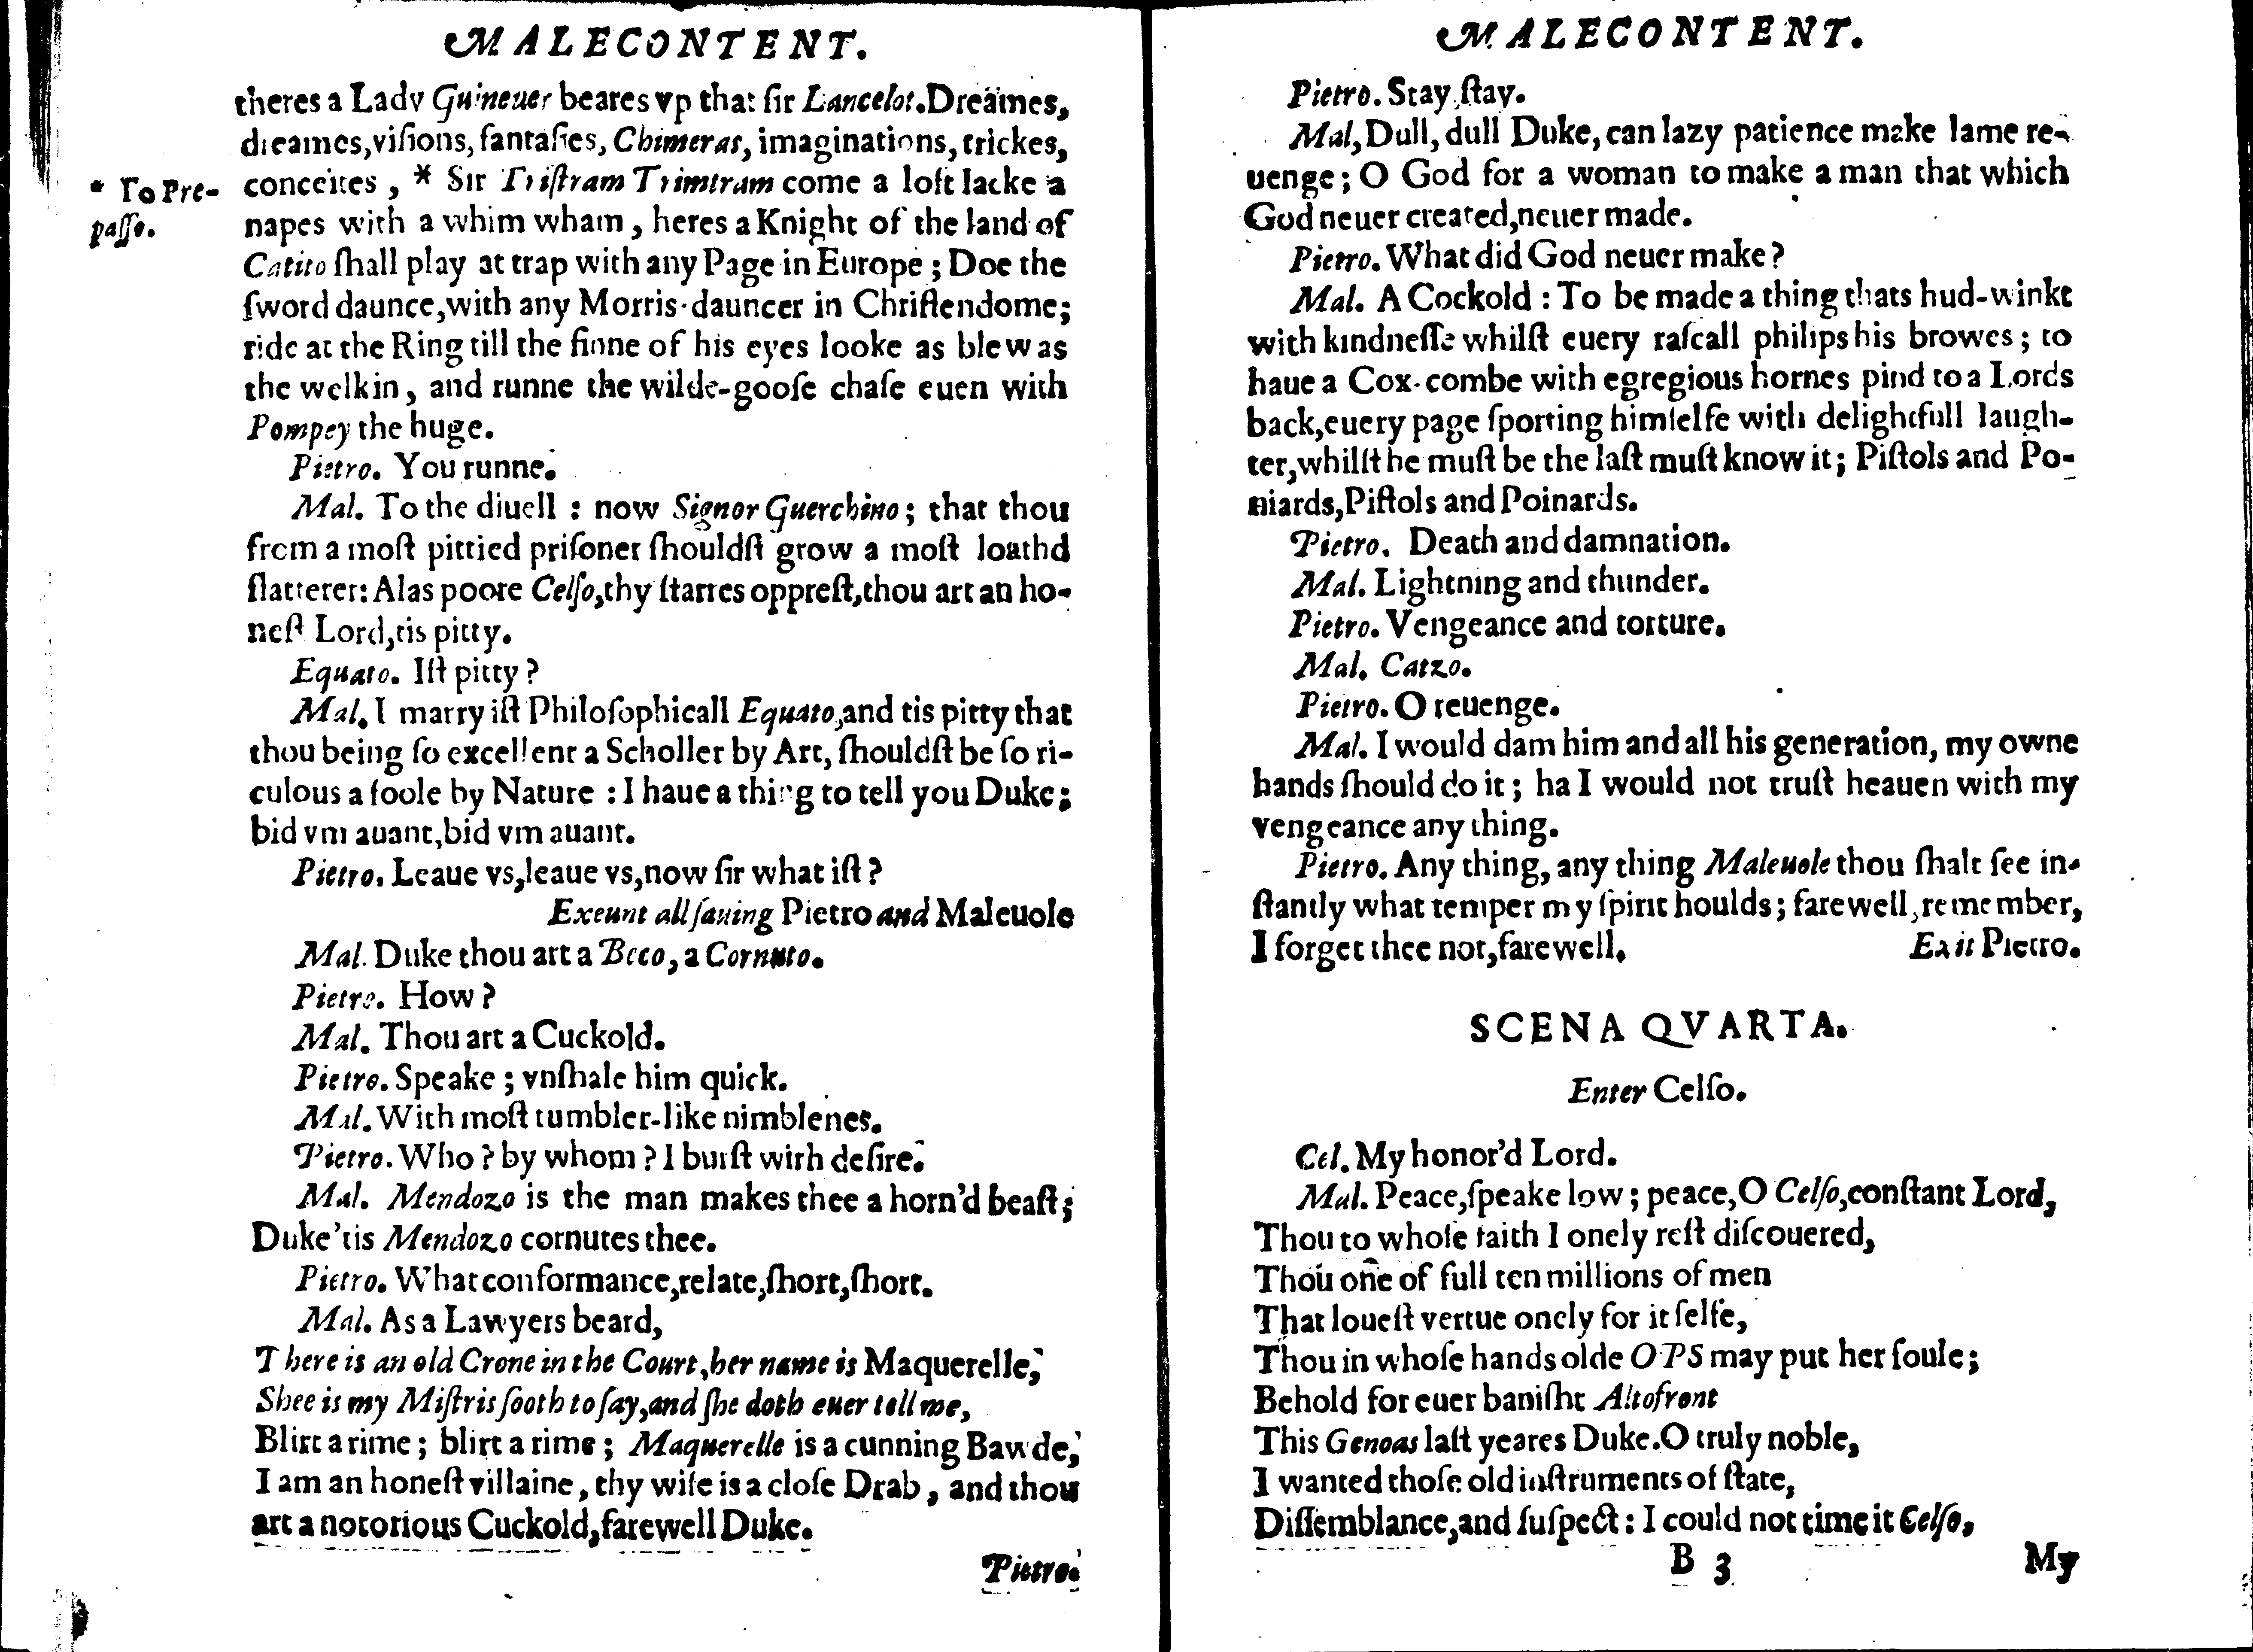 MALECONTENT.
theres a Lady Guineuer beares vp that ſir Lancelot. Dreames,
dreames, viſions, fantaſies, Chimeras, imaginations, trickes,
* To Pre-
paſſo.
conceites, * Sir Triſtram Trimtram come a loft Iacke a
napes with a whim wham, heres a Knight of the land of
Catito ſhall play at trap with any Page in Europe; Doe the
ſword daunce, with any Morris-dauncer in Chriſtendome;
ride at the Ring till the finne of his eyes looke as blew as
the welkin, and runne the wilde-gooſe chaſe euen with
Pompey the huge.
Pietro. You runne.
Mal. To the diuell : now Signor Guerchino; that thou
from a moſt pittied priſoner ſhouldſt grow a moſt loathd
flatterer: Alas poore Celſo, thy ſtarres oppreſt, thou art an ho-
neſt Lord, tis pitty.
Equato. Iſt pitty?
Mal. I marry iſt Philoſophicall Equato, and tis pitty that
thou being ſo excellent a Scholler by Art, ſhouldſt be ſo ri-
culous a foole by Nature : I haue a thing to tell you Duke;
bid vm auant, bid vm auant.
Pietro. Leaue vs, leaue vs, now ſir what iſt?
Exeunt all ſauing Pietro and Maleuole
Mal. Duke thou art a Beco, a Cornuto.
Pietro. How?
Mal. Thou art a Cuckold.
Pietro. Speake; vnſhale him quick.
Mal. With moſt tumbler-like nimblenes.
Pietro. Who? by whom? I burſt with deſire.
Mal. Mendozo is the man makes thee a horn'd beaſt;
Duke 'tis Mendozo cornutes thee.
Pietro. What conformance, relate, ſhort, ſhort.
Mal. As a Lawyers beard,
There is an old Crone in the Court, her name is Maquerelle,
Shee is my Miſtris ſooth to ſay, and ſhe doth euer tell me,
Blirt a rime; blirt a rime; Maquerelle is a cunning Bawde,
I am an honeſt villaine, thy wife is a cloſe Drab, and thou
art a notorious Cuckold, farewell Duke.
Pietro.
MALECONTENT.
Pietro. Stay, ſtay.
Mal, Dull, dull Duke, can lazy patience make lame re-
uenge; O God for a woman to make a man that which
God neuer created, neuer made.
Pietro. What did God neuer make?
Mal. A Cockold : To be made a thing thats hud-winkt
with kindneſſe whilſt euery raſcall philips his browes; to
haue a Cox-combe with egregious hornes pind to a Lords
back, euery page ſporting himſelfe with delightfull laugh-
ter, whilſt he muſt be the laſt muſt know it; Piſtols and Po-
niards, Piſtols and Poinards.
Pietro. Death and damnation.
Mal. Lightning and thunder.
Pietro. Vengeance and torture.
Mal. Catzo.
Pietro. O reuenge.
Mal. I would dam him and all his generation, my owne
hands ſhould do it; ha I would not truſt heauen with my
vengeance any thing.
Pietro. Any thing, any thing Maleuole thou ſhalt ſee in-
ſtantly what temper my ſpirit houlds; farewell, remember,
I forget thee not, farewell. Exit Pietro.
SCENA QVARTA.
Enter Celſo.
Cel. My honor'd Lord.
Mal. Peace, ſpeake low; peace, O Celſo, conſtant Lord,
Thou to whoſe faith I onely reſt diſcouered,
Thou one of full ten millions of men
That loueſt vertue onely for it ſelfe,
Thou in whoſe hands olde OPS may put her ſoule;
Behold for euer baniſht Altofront
This Genoas laſt yeares Duke. O truly noble,
I wanted thoſe old inſtruments of ſtate,
Diſſemblance, and ſuſpect: I could not time it Celſo,
B 3 My